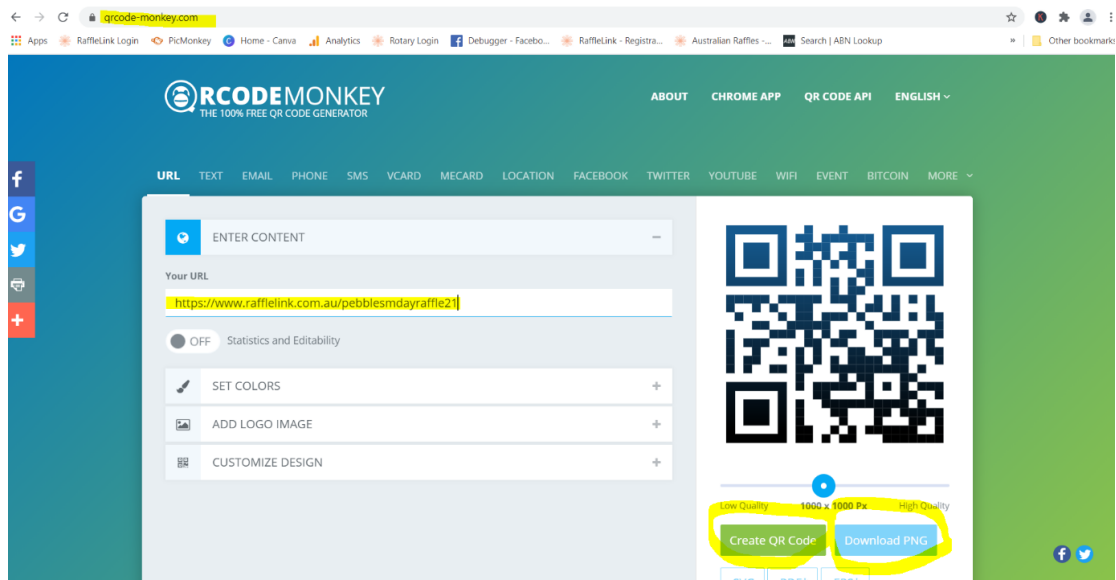 qrcode-monkey.com
Apps RaffleLink Login PicMonkey Home - Canva Analytics Rotary Login Debugger - Facebo... RaffleLink - Registra... Australian Raffles -... ABN Search | ABN Lookup » Other bookmarks
QRCODEMONKEY
THE 100% FREE QR CODE GENERATOR
ABOUT CHROME APP QR CODE API ENGLISH
URL TEXT EMAIL PHONE SMS VCARD MECARD LOCATION FACEBOOK TWITTER YOUTUBE WIFI EVENT BITCOIN MORE
ENTER CONTENT
Your URL
https://www.rafflelink.com.au/pebblesmdayraffle21
OFF Statistics and Editability
SET COLORS
ADD LOGO IMAGE
CUSTOMIZE DESIGN
Low Quality 1000 x 1000 Px High Quality
Create QR Code Download PNG